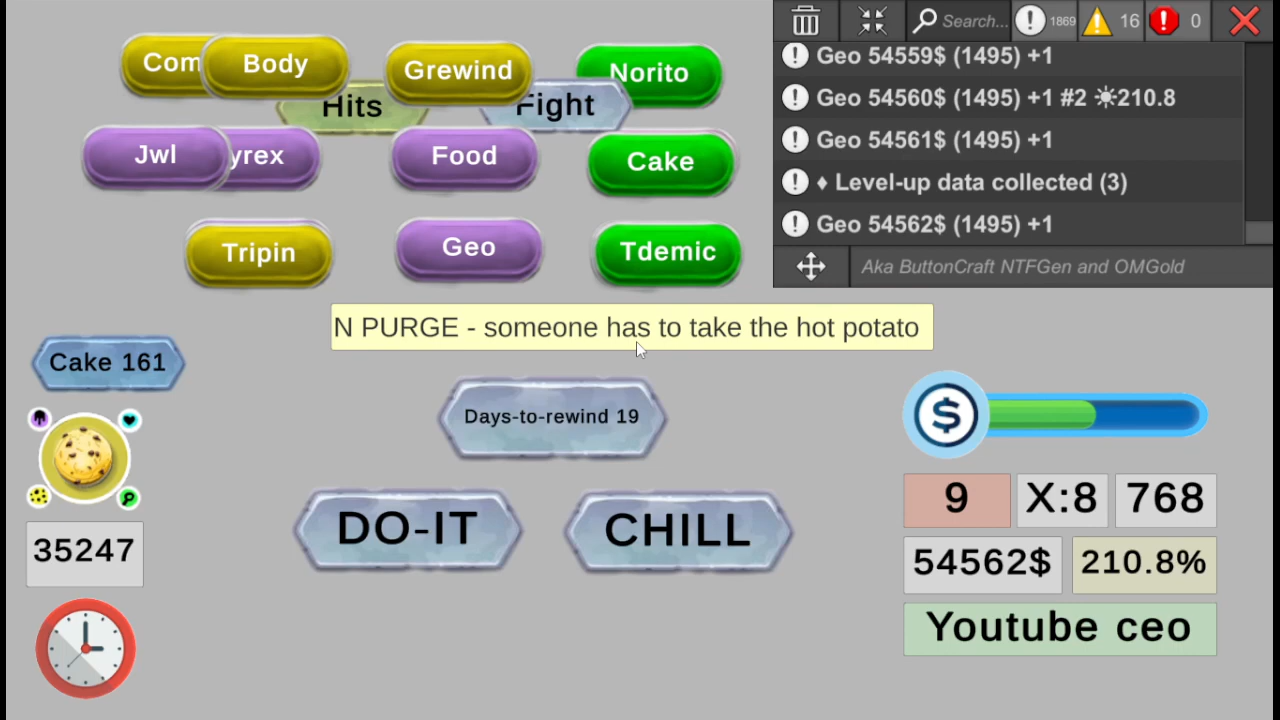 Com
Body
Grewind
Norito
Hits
Fight
Jwl
yrex
Food
Cake
Tripin
Geo
Tdemic
Search...
1869
16
0
Geo 54559$ (1495) +1
Geo 54560$ (1495) +1 #2 ☀210.8
Geo 54561$ (1495) +1
♦ Level-up data collected (3)
Geo 54562$ (1495) +1
Aka ButtonCraft NTFGen and OMGold
N PURGE - someone has to take the hot potato
Cake 161
Days-to-rewind 19
DO-IT
CHILL
35247
$
9
X:8
768
54562$
210.8%
Youtube ceo